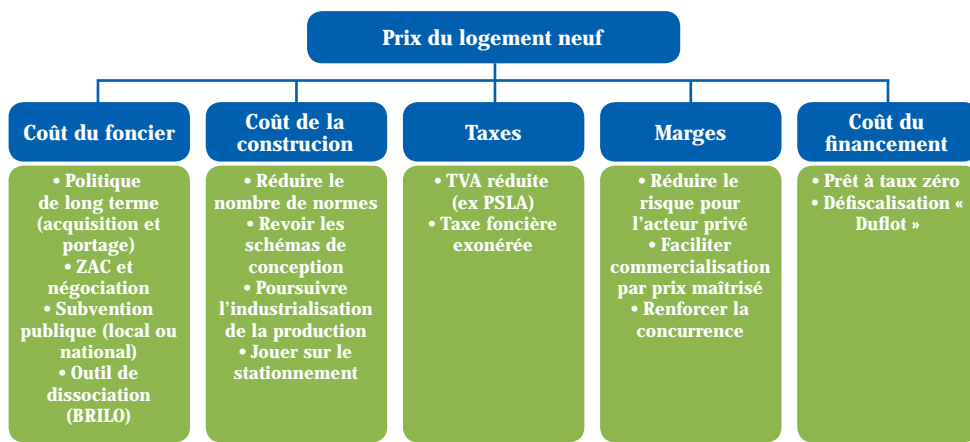 Prix du logement neuf
Coût du foncier
• Politique
de long terme
(acquisition et
portage)
• ZAC et
négociation
• Subvention
publique (local ou
national)
• Outil de
dissociation
(BRILO)
Coût de la
construcion
• Réduire le
nombre de normes
• Revoir les
schémas de
conception
• Poursuivre
l’industrialisation
de la production
• Jouer sur le
stationnement
Taxes
• TVA réduite
(ex PSLA)
• Taxe foncière
exonérée
Marges
• Réduire le
risque pour
l’acteur privé
• Faciliter
commercialisation
par prix maîtrisé
• Renforcer la
concurrence
Coût du
financement
• Prêt à taux zéro
• Défiscalisation «
Duflot »